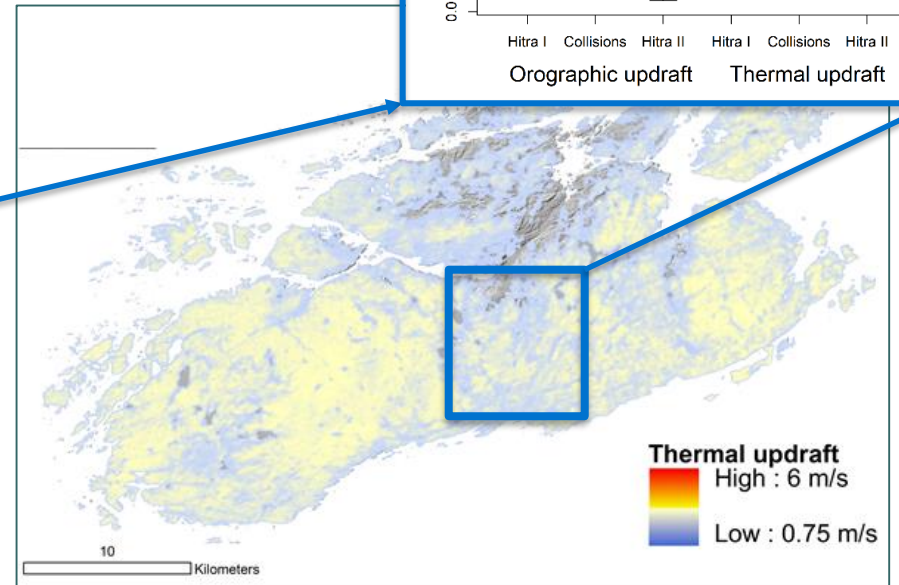 0.0
Hitra I Collisions Hitra II Hitra I Collisions Hitra II
Orographic updraft Thermal updraft
Thermal updraft
High : 6 m/s
Low : 0.75 m/s
10
Kilometers